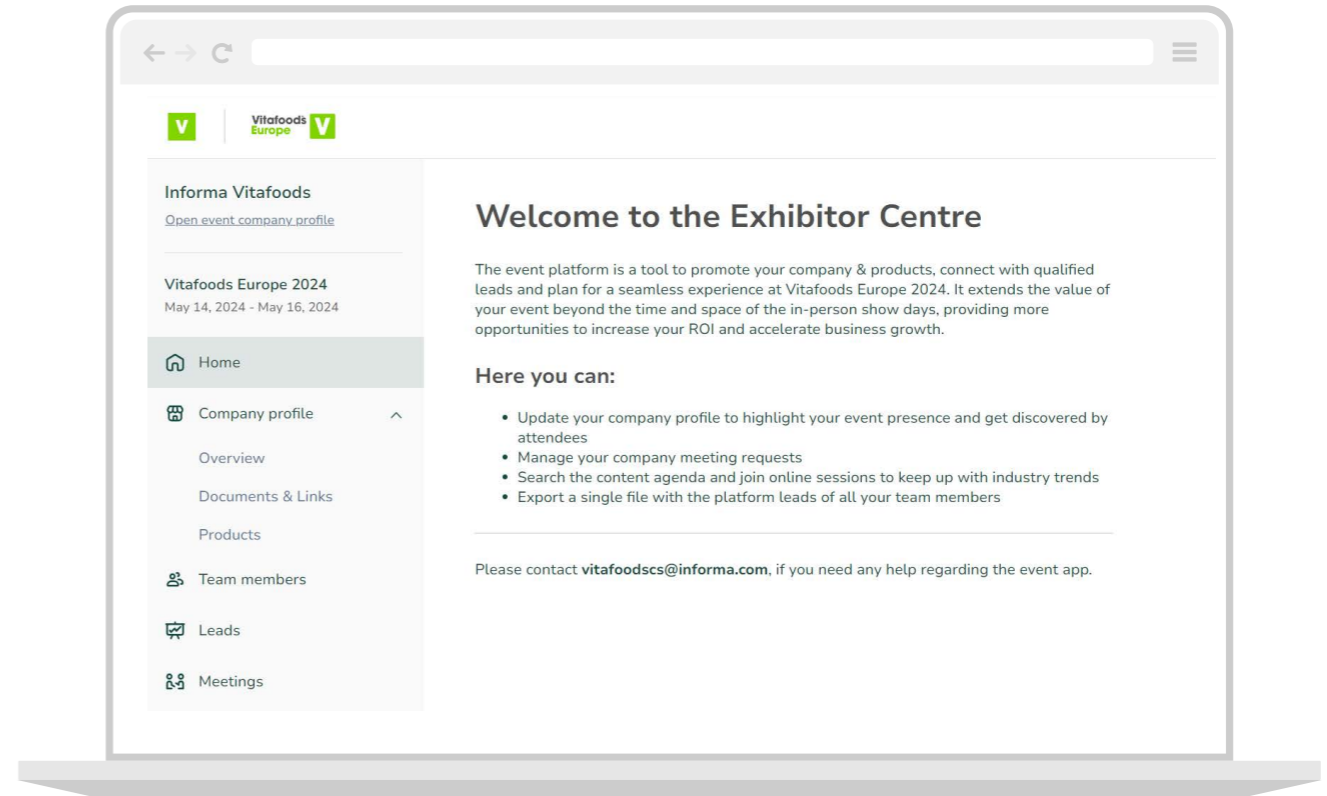 V
Vitafoods
Europe
V
Informa Vitafoods
Open event company profile
Vitafoods Europe 2024
May 14, 2024 - May 16, 2024
Home
Company profile
Overview
Documents & Links
Products
Team members
Leads
Meetings
Welcome to the Exhibitor Centre
The event platform is a tool to promote your company & products, connect with qualified
leads and plan for a seamless experience at Vitafoods Europe 2024. It extends the value of
your event beyond the time and space of the in-person show days, providing more
opportunities to increase your ROI and accelerate business growth.
Here you can:
• Update your company profile to highlight your event presence and get discovered by
attendees
• Manage your company meeting requests
• Search the content agenda and join online sessions to keep up with industry trends
• Export a single file with the platform leads of all your team members
Please contact vitafoodscs@informa.com, if you need any help regarding the event app.